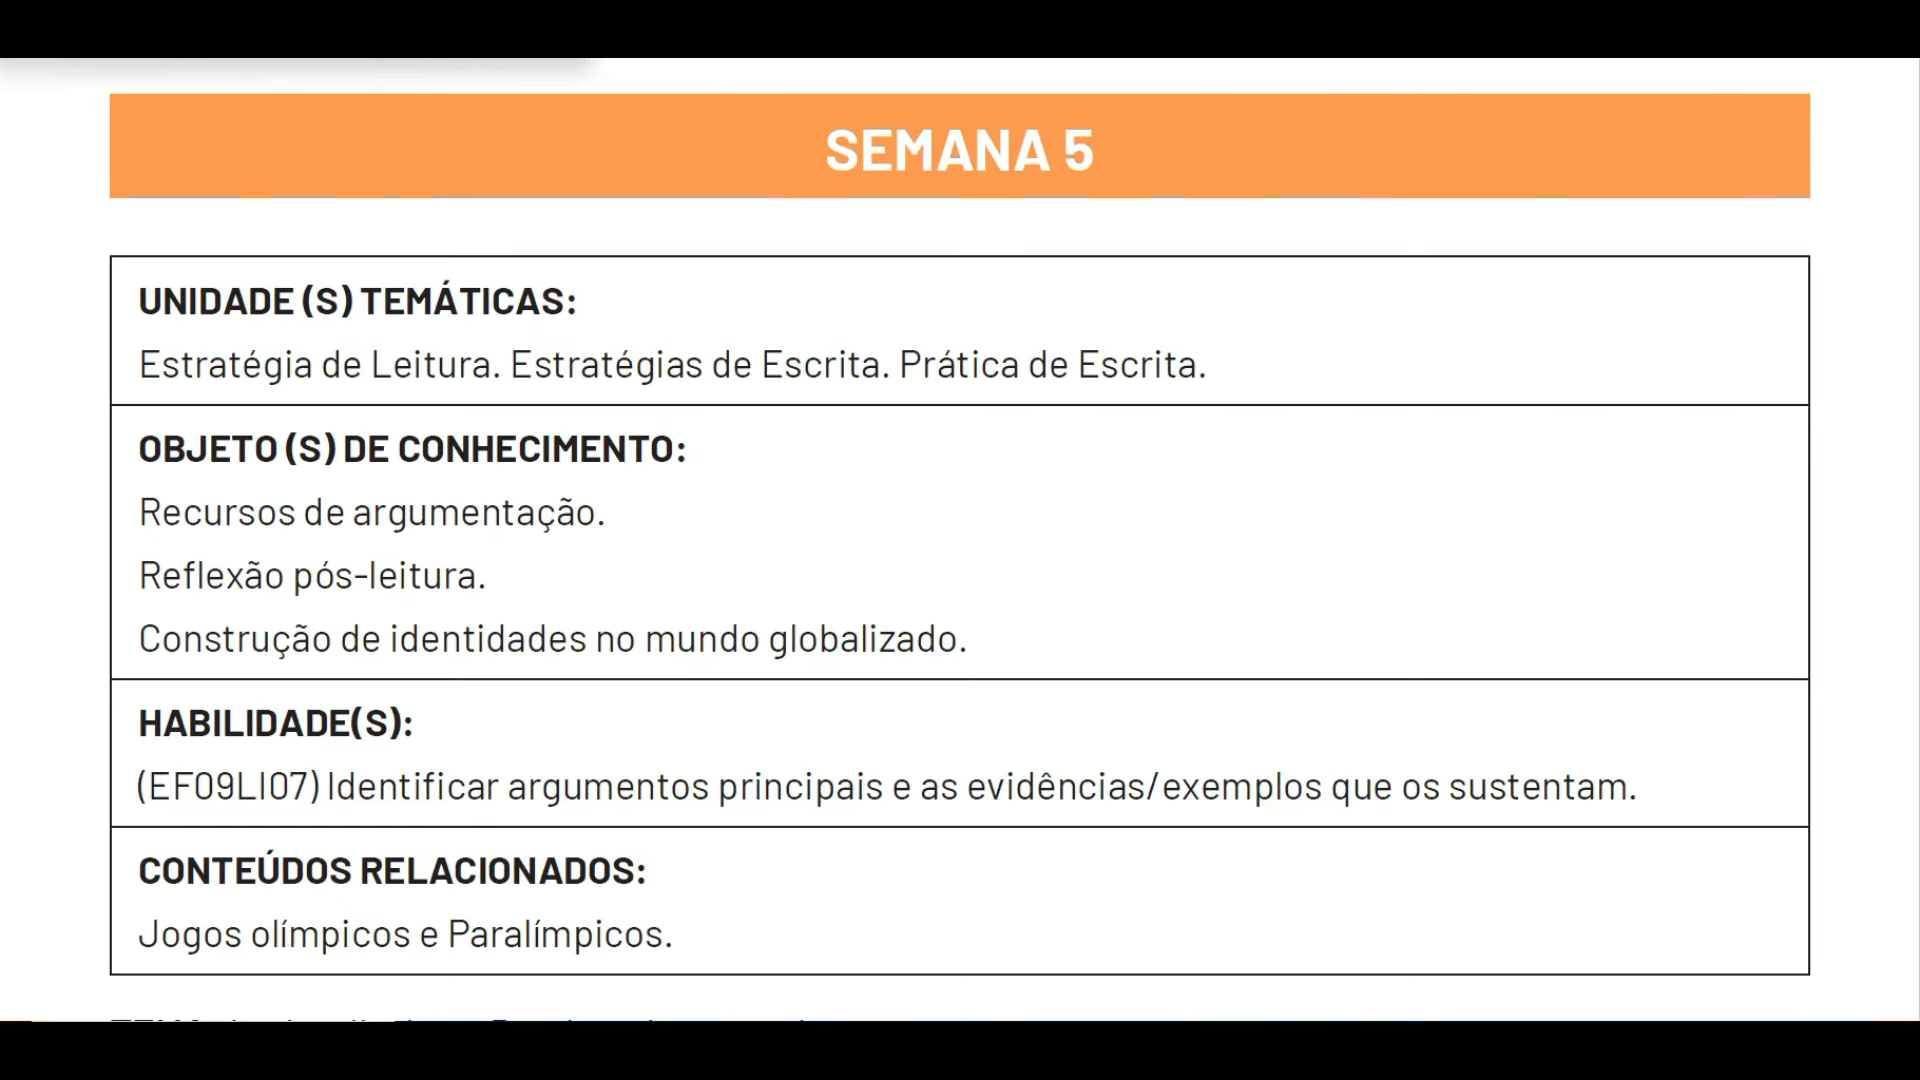 SEMANA 5
UNIDADE (S) TEMÁTICAS:
Estratégia de Leitura. Estratégias de Escrita. Prática de Escrita.
OBJETO (S) DE CONHECIMENTO:
Recursos de argumentação.
Reflexão pós-leitura.
Construção de identidades no mundo globalizado.
HABILIDADE(S):
(EF09LI07) Identificar argumentos principais e as evidências/exemplos que os sustentam.
CONTEÚDOS RELACIONADOS:
Jogos olímpicos e Paralímpicos.